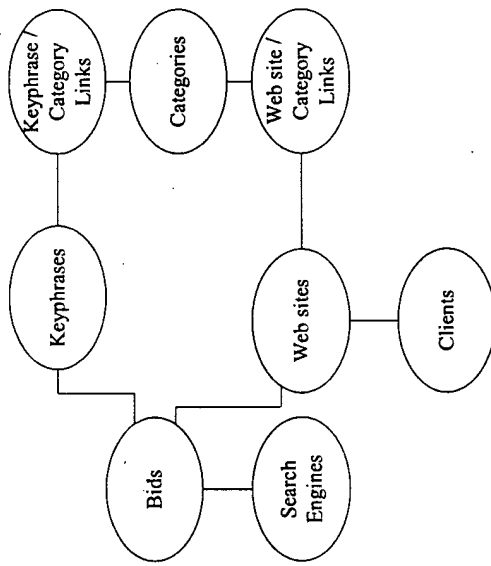 Keyphrases
Keyphrase /
Category
Links
Bids
Categories
Search
Engines
Web sites
Web site /
Category
Links
Clients